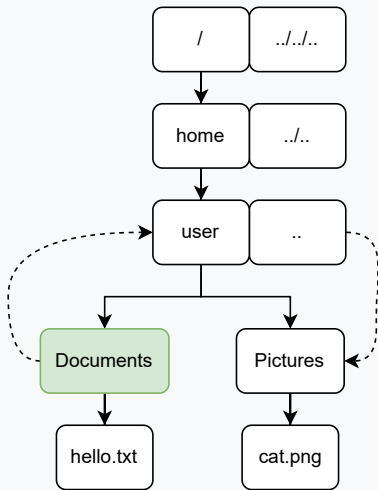 /
../../..
home
../..
user
..
Documents
Pictures
hello.txt
cat.png